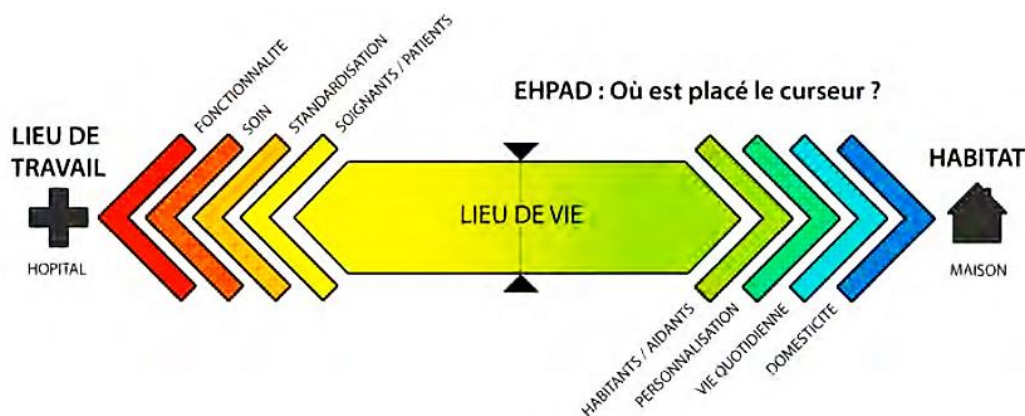 EHPAD : Où est placé le curseur ?
LIEU DE
TRAVAIL
HOPITAL
FONCTIONNALITE
SOIN
STANDARDISATION
SOIGNANTS / PATIENTS
LIEU DE VIE
HABITANTS / AIDANTS
PERSONNALISATION
VIE QUOTIDIENNE
DOMESTICITE
HABITAT
MAISON